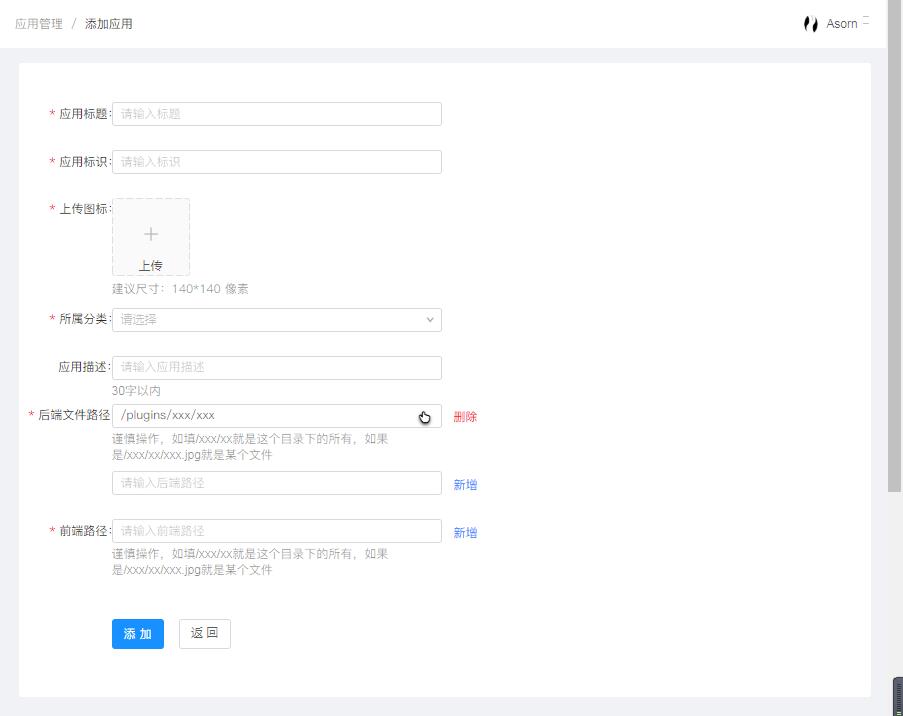 应用管理 / 添加应用
Asorn
* 应用标题: 请输入标题
* 应用标识: 请输入标识
* 上传图标:
上传
建议尺寸：140*140 像素
* 所属分类: 请选择
应用描述: 请输入应用描述
30字以内
* 后端文件路径 /plugins/xxx/xxx 删除
谨慎操作，如填/xxx/xx就是这个目录下的所有，如果
是/xxx/xx/xxx.jpg就是某个文件
请输入后端路径 新增
* 前端路径: 请输入前端路径 新增
谨慎操作，如填/xxx/xx就是这个目录下的所有，如果
是/xxx/xx/xxx.jpg就是某个文件
添 加 返 回